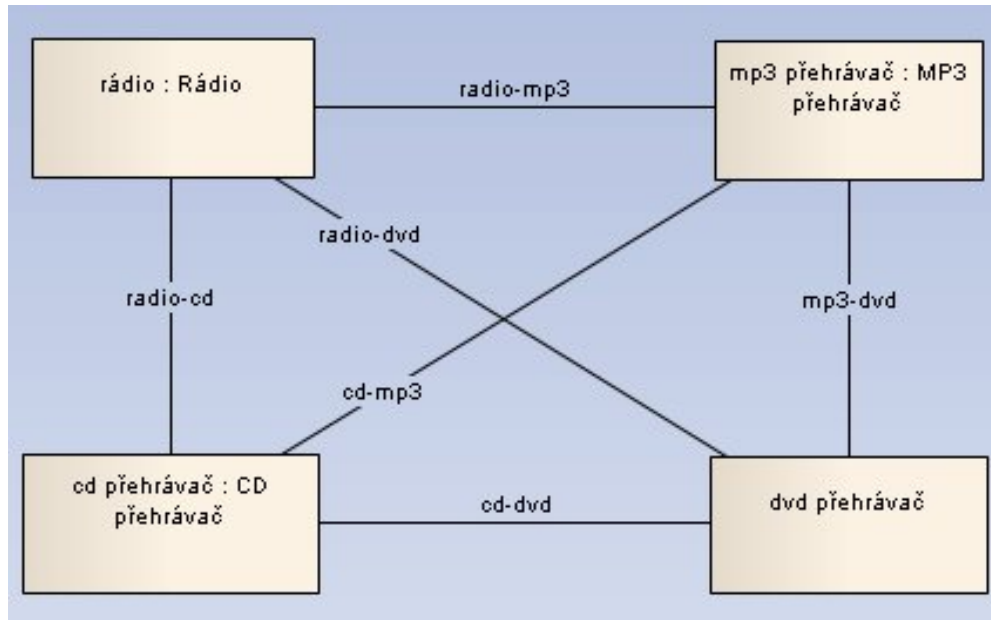 rádio : Rádio
mp3 přehrávač : MP3
přehrávač
radio-mp3
radio-dvd
radio-cd
mp3-dvd
cd-mp3
cd přehrávač : CD
přehrávač
cd-dvd
dvd přehrávač